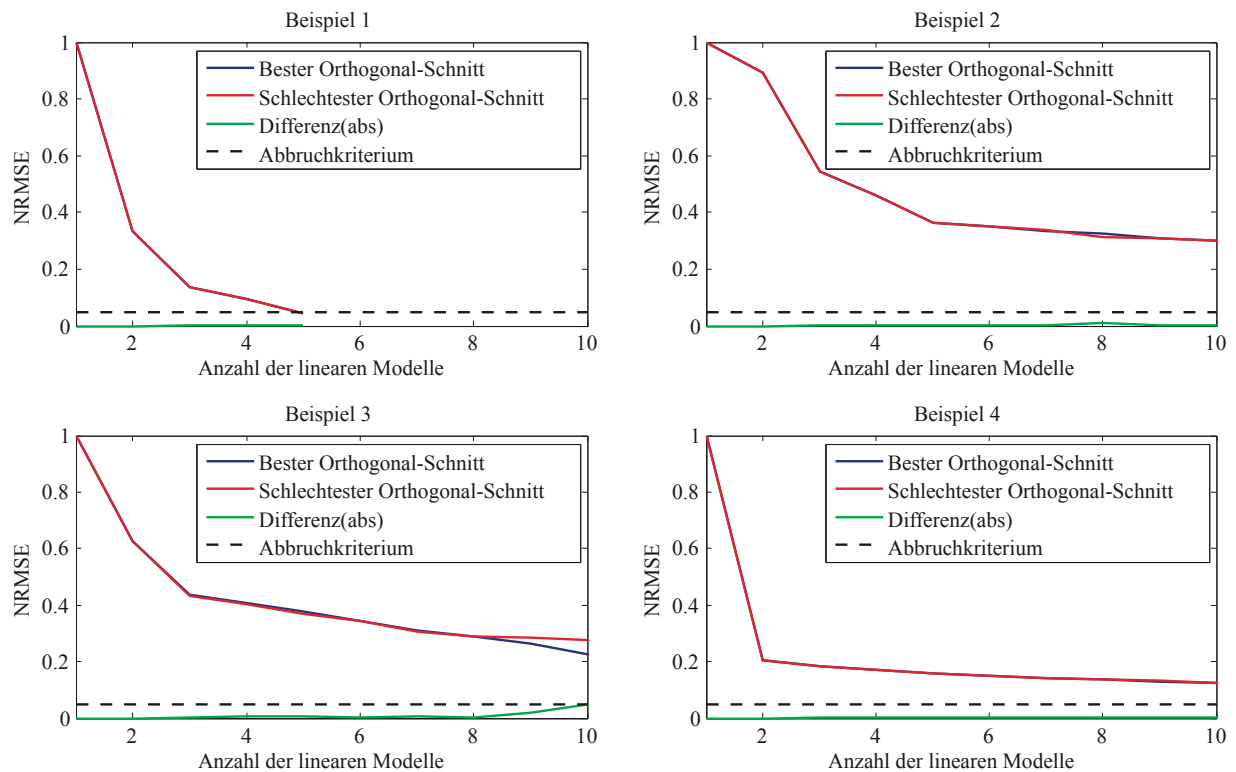 Beispiel 1
1
0.8
0.6
0.4
0.2
0
NRMSE
Bester Orthogonal-Schnitt
Schlechtester Orthogonal-Schnitt
Differenz(abs)
Abbruchkriterium
2 4 6 8 10
Anzahl der linearen Modelle
Beispiel 2
1
0.8
0.6
0.4
0.2
0
NRMSE
Bester Orthogonal-Schnitt
Schlechtester Orthogonal-Schnitt
Differenz(abs)
Abbruchkriterium
2 4 6 8 10
Anzahl der linearen Modelle
Beispiel 3
1
0.8
0.6
0.4
0.2
0
NRMSE
Bester Orthogonal-Schnitt
Schlechtester Orthogonal-Schnitt
Differenz(abs)
Abbruchkriterium
2 4 6 8 10
Anzahl der linearen Modelle
Beispiel 4
1
0.8
0.6
0.4
0.2
0
NRMSE
Bester Orthogonal-Schnitt
Schlechtester Orthogonal-Schnitt
Differenz(abs)
Abbruchkriterium
2 4 6 8 10
Anzahl der linearen Modelle